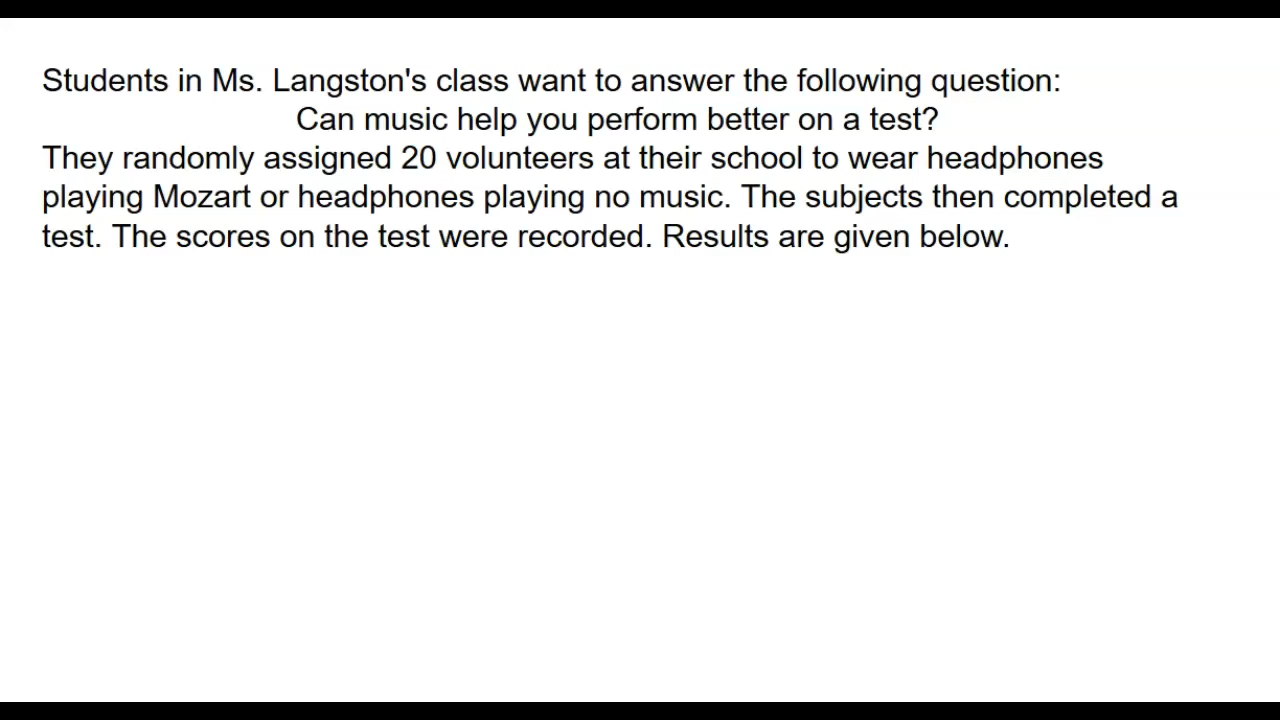 Students in Ms. Langston's class want to answer the following question:
Can music help you perform better on a test?
They randomly assigned 20 volunteers at their school to wear headphones
playing Mozart or headphones playing no music. The subjects then completed a
test. The scores on the test were recorded. Results are given below.